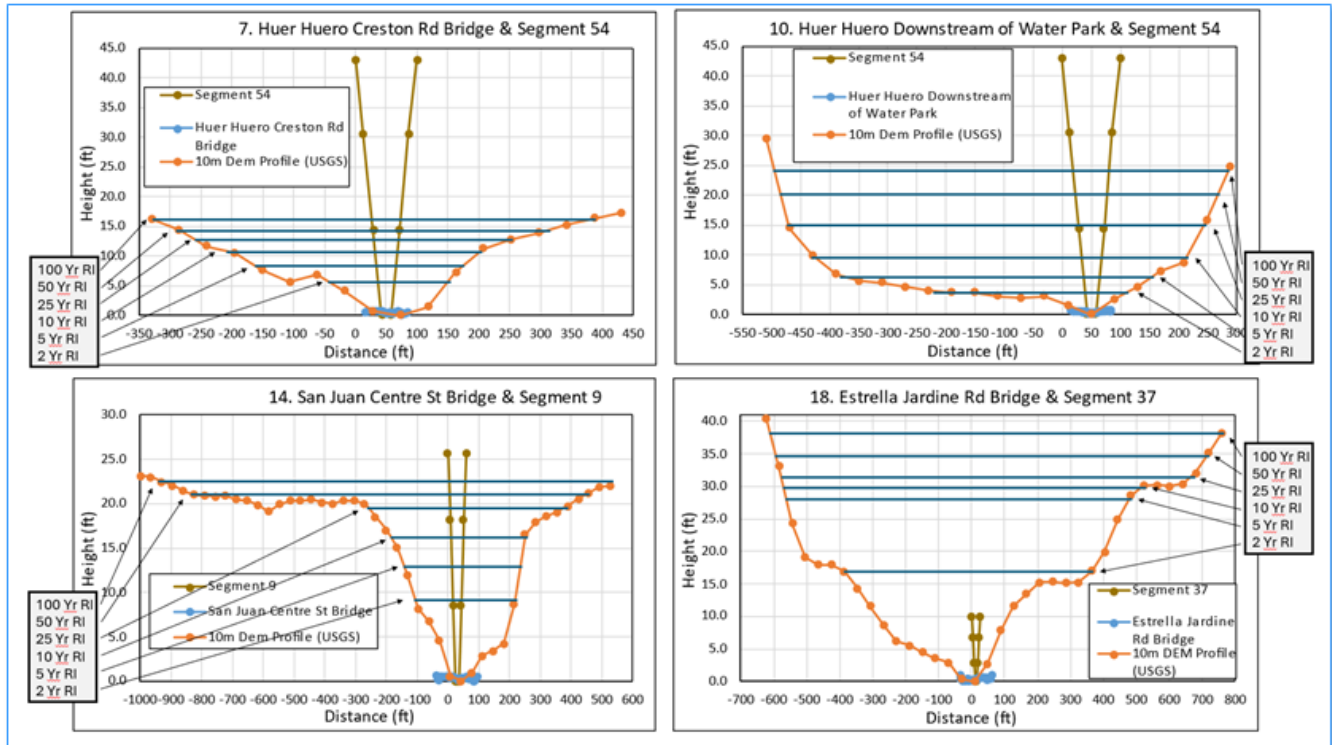 7. Huer Huero Creston Rd Bridge & Segment 54
45.0
40.0
35.0
30.0
25.0
20.0
15.0
10.0
5.0
0.0
Height (ft)
Segment 54
Huer Huero Creston Rd
Bridge
10m Dem Profile (USGS)
100 Yr RI
50 Yr RI
25 Yr RI
10 Yr RI
5 Yr RI
2 Yr RI
-350 -300 -250 -200 -150 -100 -50 0 50 100 150 200 250 300 350 400 450
Distance (ft)
10. Huer Huero Downstream of Water Park & Segment 54
45.0
40.0
35.0
30.0
25.0
20.0
15.0
10.0
5.0
0.0
Height (ft)
Segment 54
Huer Huero Downstream
of Water Park
10m Dem Profile (USGS)
100 Yr RI
50 Yr RI
25 Yr RI
10 Yr RI
5 Yr RI
2 Yr RI
-550 -500 -450 -400 -350 -300 -250 -200 -150 -100 -50 0 50 100 150 200 250 300
Distance (ft)
14. San Juan Centre St Bridge & Segment 9
30.0
25.0
20.0
15.0
10.0
5.0
0.0
Height (ft)
Segment 9
San Juan Centre St Bridge
10m Dem Profile (USGS)
100 Yr RI
50 Yr RI
25 Yr RI
10 Yr RI
5 Yr RI
2 Yr RI
-1000 -900 -800 -700 -600 -500 -400 -300 -200 -100 0 100 200 300 400 500 600
Distance (ft)
18. Estrella Jardine Rd Bridge & Segment 37
40.0
35.0
30.0
25.0
20.0
15.0
10.0
5.0
0.0
Height (ft)
Segment 37
Estrella Jardine
Rd Bridge
10m DEM Profile
(USGS)
100 Yr RI
50 Yr RI
25 Yr RI
10 Yr RI
5 Yr RI
2 Yr RI
-700 -600 -500 -400 -300 -200 -100 0 100 200 300 400 500 600 700 800
Distance (ft)